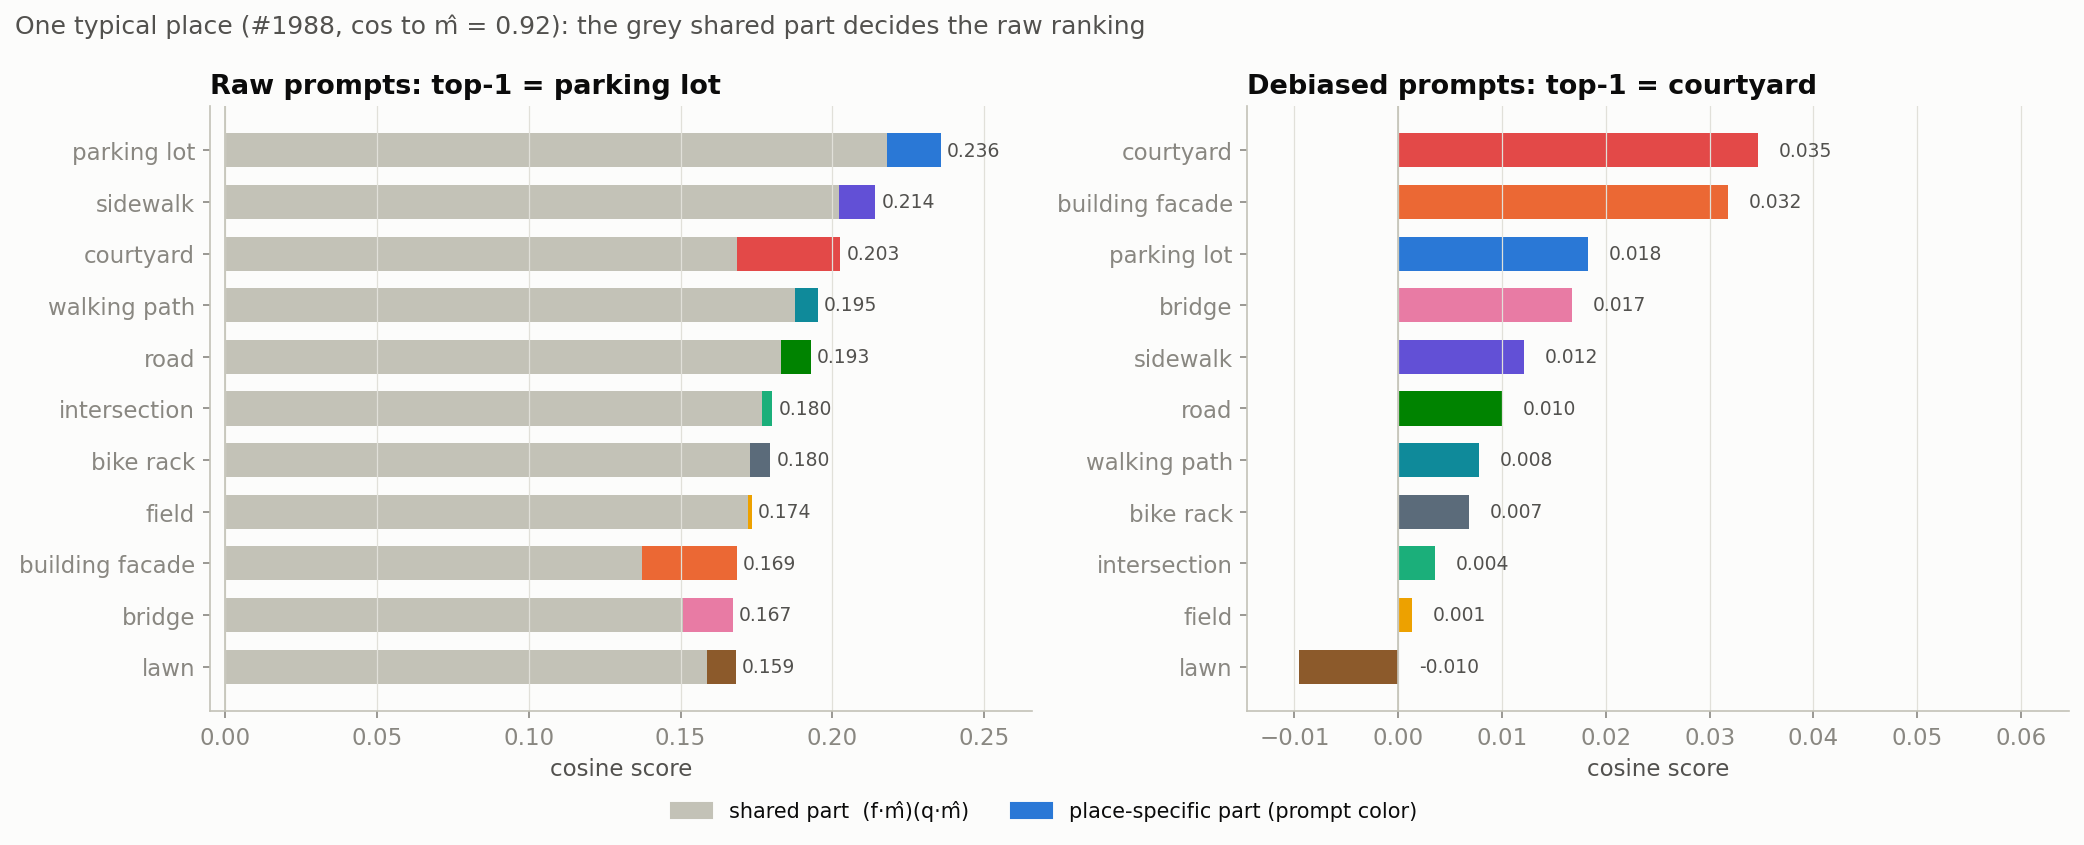 One typical place (#1988, cos to m̂ = 0.92): the grey shared part decides the raw ranking
Raw prompts: top-1 = parking lot
parking lot 0.236
sidewalk 0.214
courtyard 0.203
walking path 0.195
road 0.193
intersection 0.180
bike rack 0.180
field 0.174
building facade 0.169
bridge 0.167
lawn 0.159
0.00 0.05 0.10 0.15 0.20 0.25
cosine score
Debiased prompts: top-1 = courtyard
courtyard 0.035
building facade 0.032
parking lot 0.018
bridge 0.017
sidewalk 0.012
road 0.010
walking path 0.008
bike rack 0.007
intersection 0.004
field 0.001
lawn -0.010
−0.01 0.00 0.01 0.02 0.03 0.04 0.05 0.06
cosine score
shared part (f·m̂)(q·m̂)
place-specific part (prompt color)